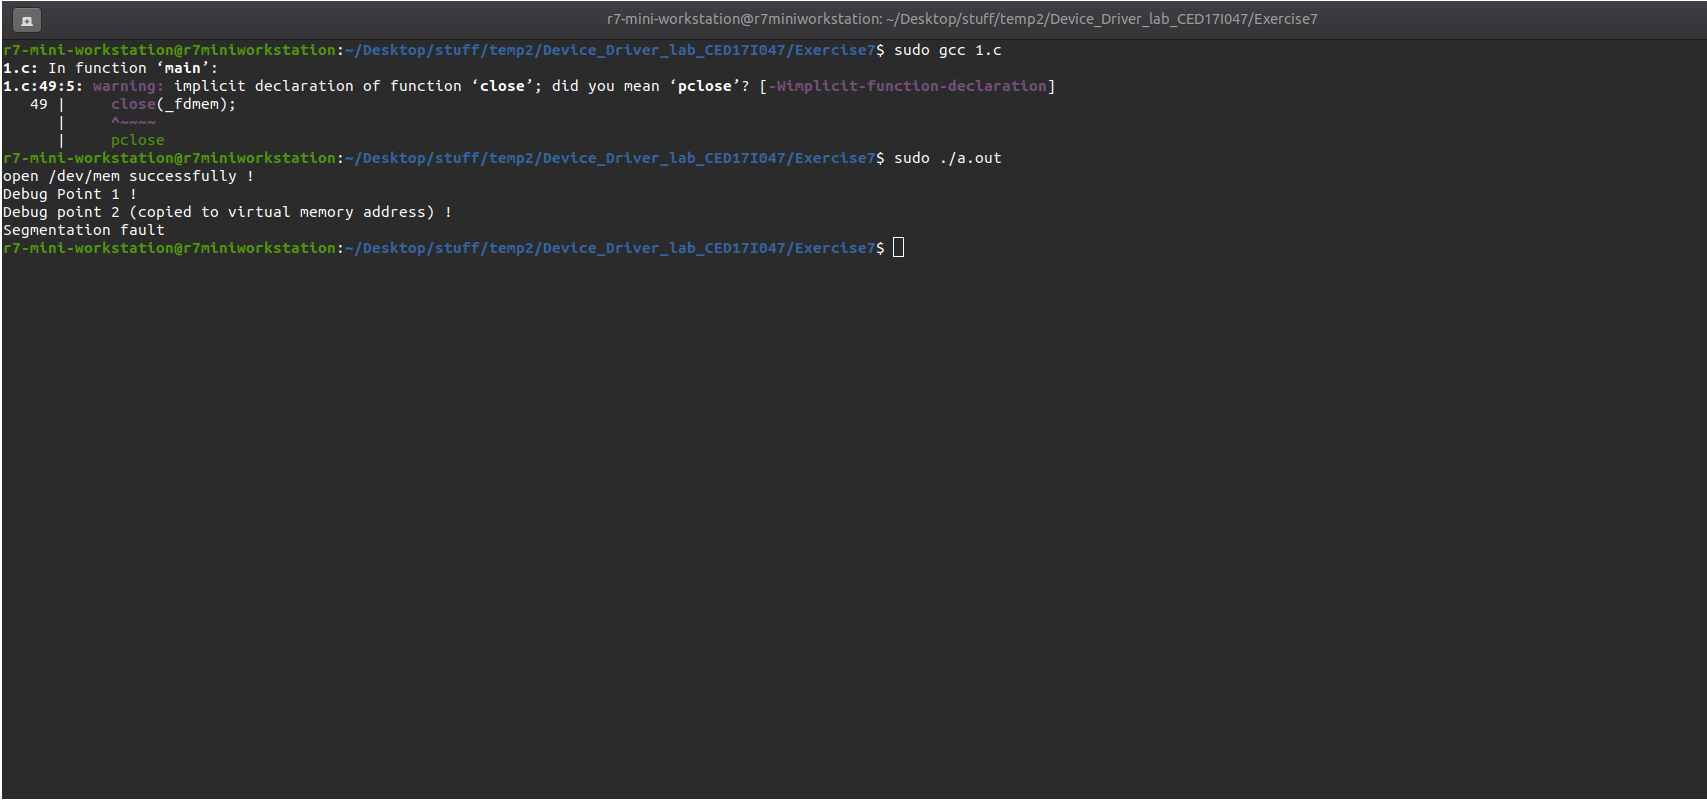 r7-mini-workstation@r7miniworkstation: ~/Desktop/stuff/temp2/Device_Driver_lab_CED17I047/Exercise7
r7-mini-workstation@r7miniworkstation:~/Desktop/stuff/temp2/Device_Driver_lab_CED17I047/Exercise7$ sudo gcc 1.c
1.c: In function ‘main’:
1.c:49:5: warning: implicit declaration of function ‘close’; did you mean ‘pclose’? [-Wimplicit-function-declaration]
   49 |     close(_fdmem);
      |     ^~~~~
      |     pclose
r7-mini-workstation@r7miniworkstation:~/Desktop/stuff/temp2/Device_Driver_lab_CED17I047/Exercise7$ sudo ./a.out
open /dev/mem successfully !
Debug Point 1 !
Debug point 2 (copied to virtual memory address) !
Segmentation fault
r7-mini-workstation@r7miniworkstation:~/Desktop/stuff/temp2/Device_Driver_lab_CED17I047/Exercise7$